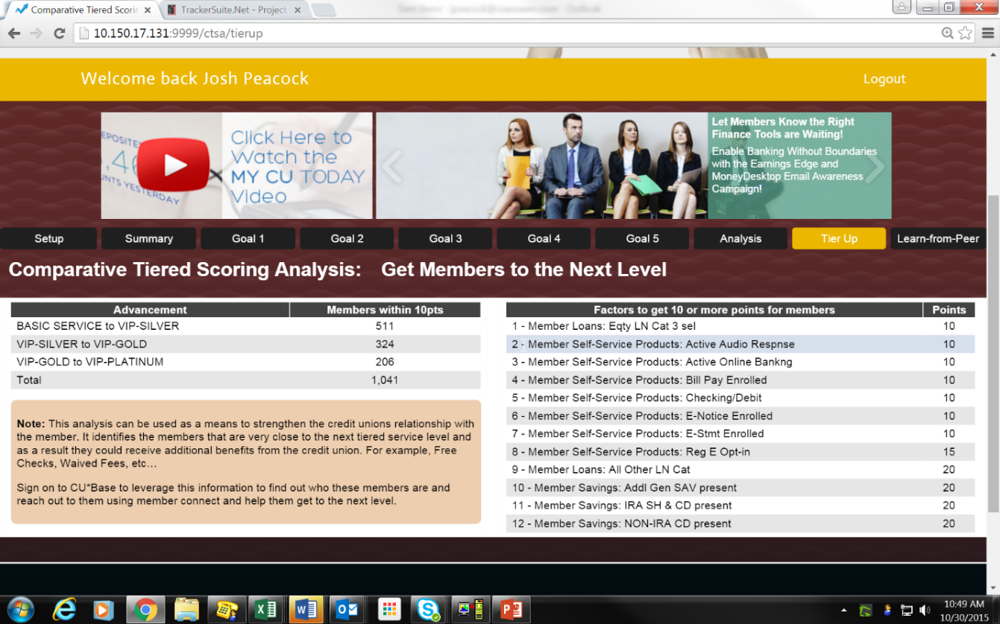 Comparative Tiered Scorin
TrackerSuite.Net - Project
10.150.17.131:9999/ctsa/tierup
Welcome back Josh Peacock
Logout
Click Here to
Watch the
MY CU TODAY
Video
Let Members Know the Right
Finance Tools are Waiting!
Enable Banking Without Boundaries
with the Earnings Edge and
MoneyDesktop Email Awareness
Campaign!
Setup Summary Goal 1 Goal 2 Goal 3 Goal 4 Goal 5 Analysis Tier Up Learn-from-Peer
Comparative Tiered Scoring Analysis: Get Members to the Next Level
Advancement Members within 10pts
BASIC SERVICE to VIP-SILVER 511
VIP-SILVER to VIP-GOLD 324
VIP-GOLD to VIP-PLATINUM 206
Total 1,041
Note: This analysis can be used as a means to strengthen the credit unions relationship with
the member. It identifies the members that are very close to the next tiered service level and
as a result they could receive additional benefits from the credit union. For example, Free
Checks, Waived Fees, etc...
Sign on to CU*Base to leverage this information to find out who these members are and
reach out to them using member connect and help them get to the next level.
Factors to get 10 or more points for members Points
1 - Member Loans: Eqty LN Cat 3 sel 10
2 - Member Self-Service Products: Active Audio Respnse 10
3 - Member Self-Service Products: Active Online Bankng 10
4 - Member Self-Service Products: Bill Pay Enrolled 10
5 - Member Self-Service Products: Checking/Debit 10
6 - Member Self-Service Products: E-Notice Enrolled 10
7 - Member Self-Service Products: E-Stmt Enrolled 10
8 - Member Self-Service Products: Reg E Opt-in 15
9 - Member Loans: All Other LN Cat 20
10 - Member Savings: Addl Gen SAV present 20
11 - Member Savings: IRA SH & CD present 20
12 - Member Savings: NON-IRA CD present 20
10:49 AM
10/30/2015